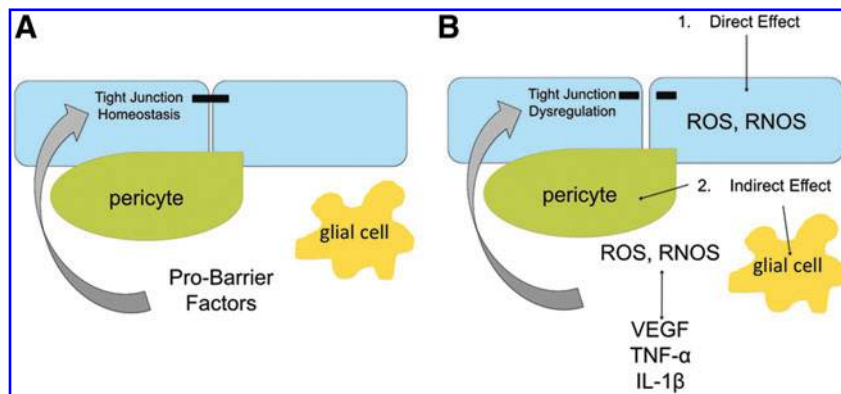 A
Tight Junction
Homeostasis
pericyte
glial cell
Pro-Barrier
Factors
B
1. Direct Effect
Tight Junction
Dysregulation
ROS, RNOS
pericyte
2. Indirect Effect
ROS, RNOS
glial cell
VEGF
TNF-α
IL-1β